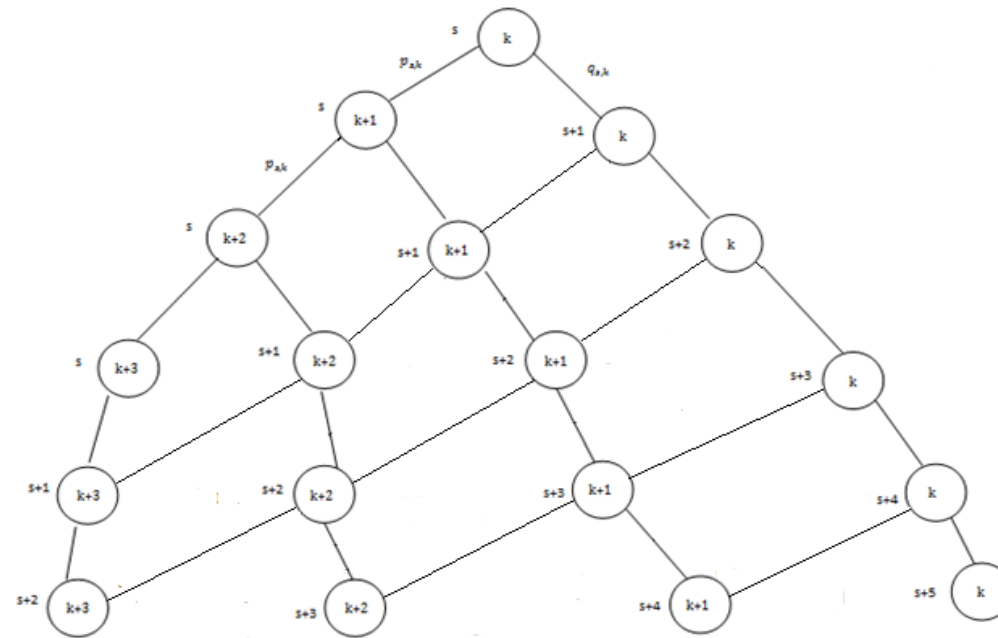 s k
p_{s,k} q_{s,k}
s k+1
s+1 k
p_{s,k}
s k+2
s+1 k+1
s+2 k
s k+3
s+1 k+2
s+2 k+1
s+3 k
s+1 k+3
s+2 k+2
s+3 k+1
s+4 k
s+2 k+3
s+3 k+2
s+4 k+1
s+5 k